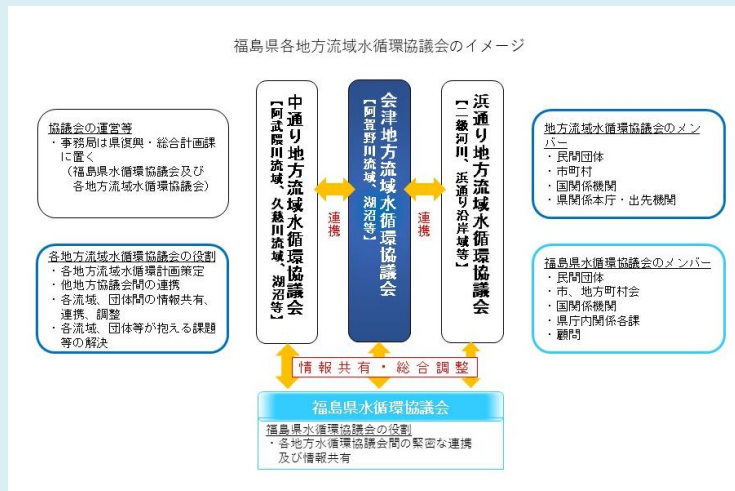 福島県各地方流域水循環協議会のイメージ
協議会の運営等
・事務局は県復興・総合計画課
に置く
（福島県水循環協議会及び
各地方流域水循環協議会）
各地方流域水循環協議会の役割
・各地方流域水循環計画策定
・他地方協議会間の連携
・各流域、団体間の情報共有、
連携、調整
・各流域、団体等が抱える課題
等の解決
中通り地方流域水循環協議会
【阿武隈川流域、久慈川流域、湖沼等】
連携
会津地方流域水循環協議会
【阿賀野川流域、湖沼等】
連携
浜通り地方流域水循環協議会
【二級河川、浜通り沿岸域等】
地方流域水循環協議会のメン
バー
・民間団体
・市町村
・国関係機関
・県関係本庁・出先機関
福島県水循環協議会のメンバー
・民間団体
・市、地方町村会
・国関係機関
・県庁内関係各課
・顧問
情報共有・総合調整
福島県水循環協議会
福島県水循環協議会の役割
・各地方水循環協議会間の緊密な連携
及び情報共有